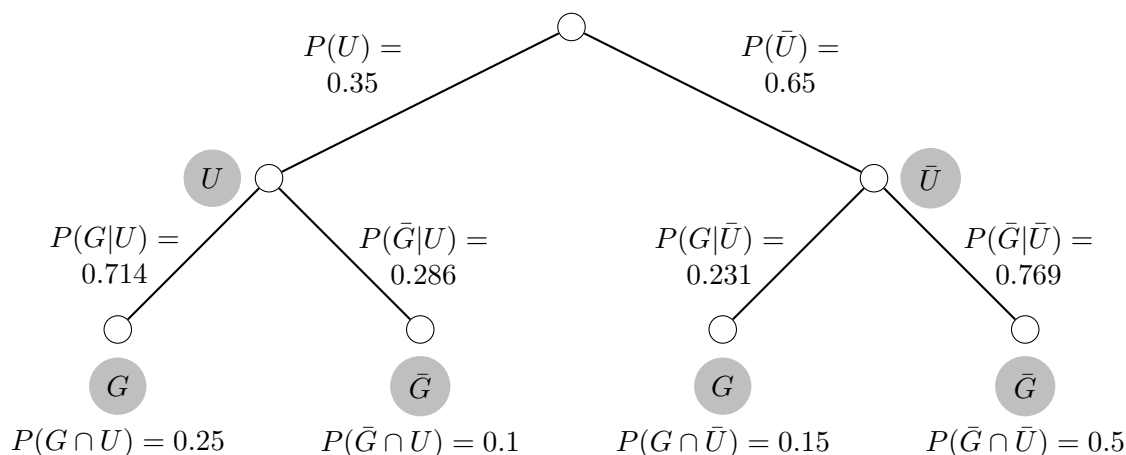 P(U) =
0.35
P(Ū) =
0.65
U
Ū
P(G|U) =
0.714
P(Ḡ|U) =
0.286
P(G|Ū) =
0.231
P(Ḡ|Ū) =
0.769
G
Ḡ
G
Ḡ
P(G ∩ U) = 0.25
P(Ḡ ∩ U) = 0.1
P(G ∩ Ū) = 0.15
P(Ḡ ∩ Ū) = 0.5